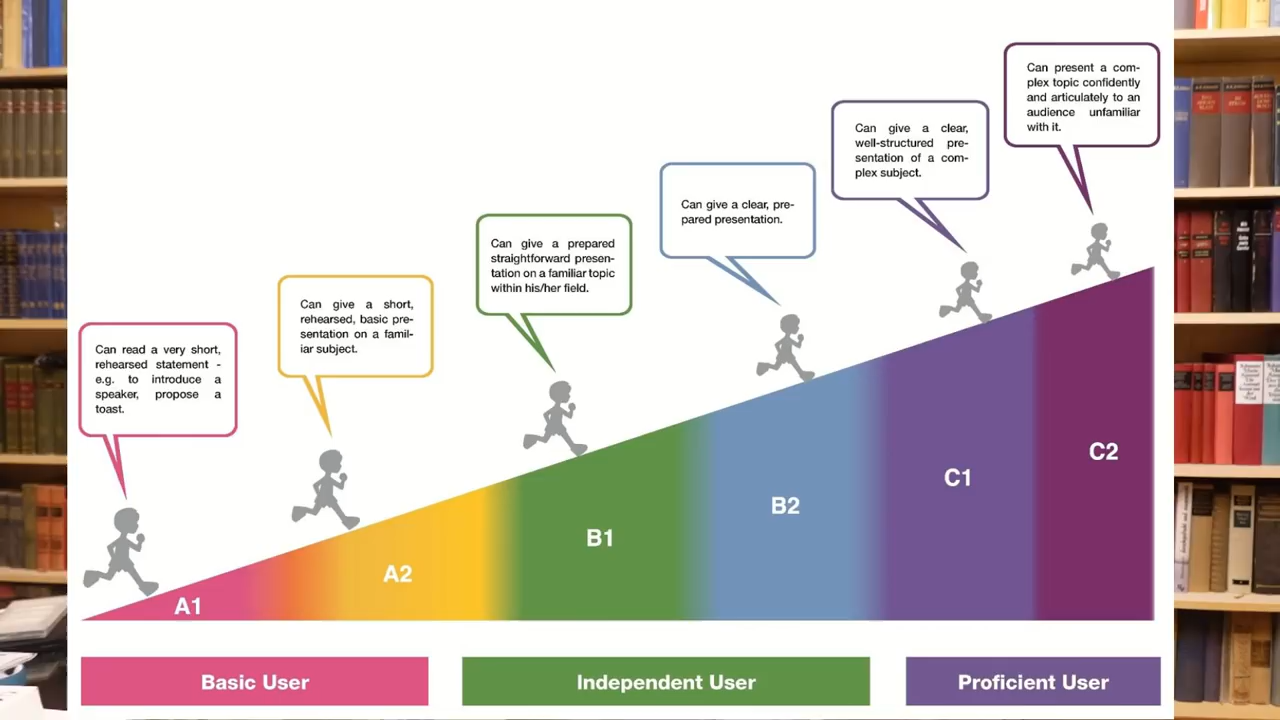 Can present a com-
plex topic confidently
and articulately to an
audience unfamiliar
with it.
Can give a clear,
well-structured pre-
sentation of a com-
plex subject.
Can give a clear, pre-
pared presentation.
Can give a prepared
straightforward presen-
tation on a familiar topic
within his/her field.
Can give a short,
rehearsed, basic pre-
sentation on a famil-
iar subject.
Can read a very short,
rehearsed statement -
e.g. to introduce a
speaker, propose a
toast.
A1
A2
B1
B2
C1
C2
Basic User
Independent User
Proficient User